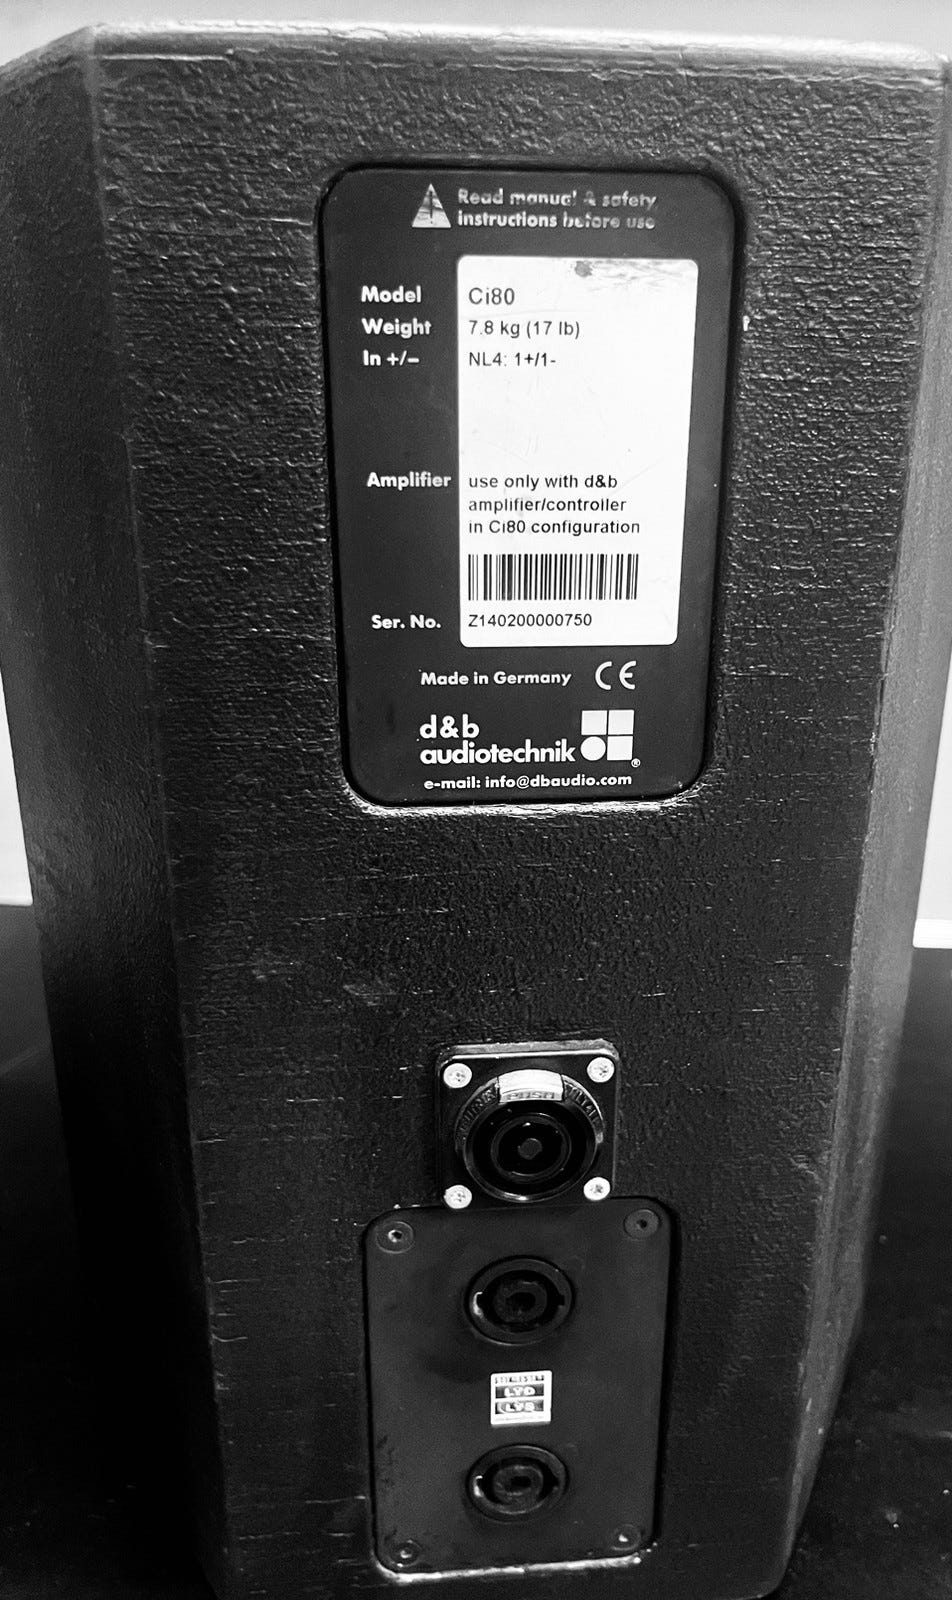 Read manual & safety
instructions before use
Model Ci80
Weight 7.8 kg (17 lb)
In +/– NL4: 1+/1-
Amplifier use only with d&b
amplifier/controller
in Ci80 configuration
Ser. No. Z140200000750
Made in Germany CE
d&b
audiotechnik ®
e-mail: info@dbaudio.com
PUSH
LYD
LYS